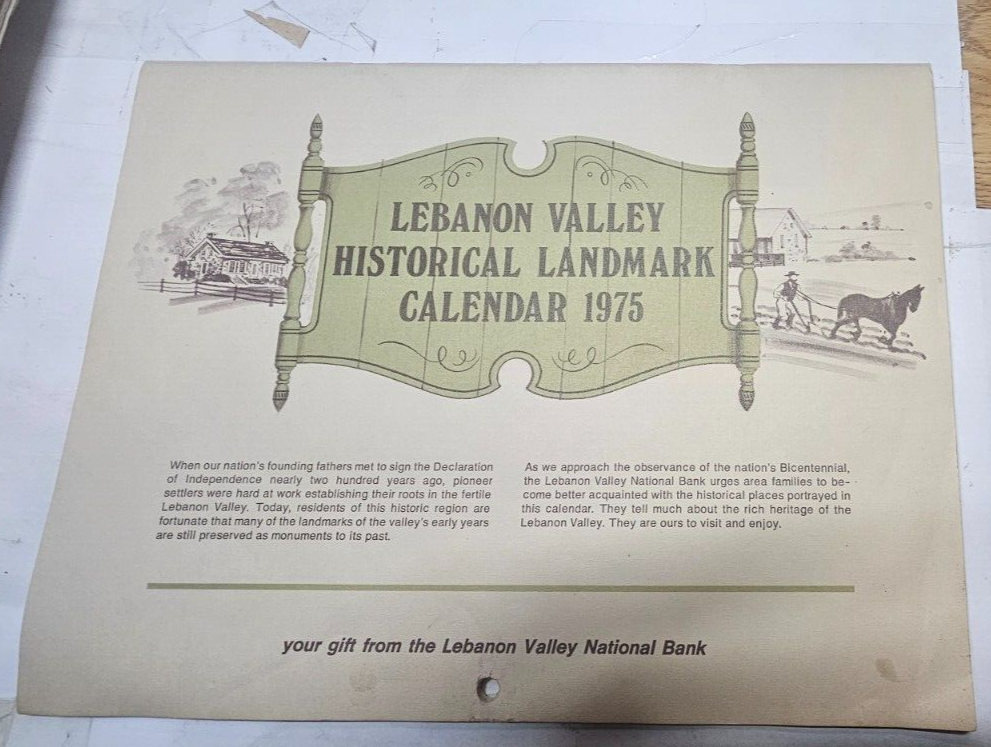 LEBANON VALLEY
HISTORICAL LANDMARK
CALENDAR 1975
When our nation's founding fathers met to sign the Declaration
of Independence nearly two hundred years ago, pioneer
settlers were hard at work establishing their roots in the fertile
Lebanon Valley. Today, residents of this historic region are
fortunate that many of the landmarks of the valley's early years
are still preserved as monuments to its past.
As we approach the observance of the nation's Bicentennial,
the Lebanon Valley National Bank urges area families to be-
come better acquainted with the historical places portrayed in
this calendar. They tell much about the rich heritage of the
Lebanon Valley. They are ours to visit and enjoy.
your gift from the Lebanon Valley National Bank